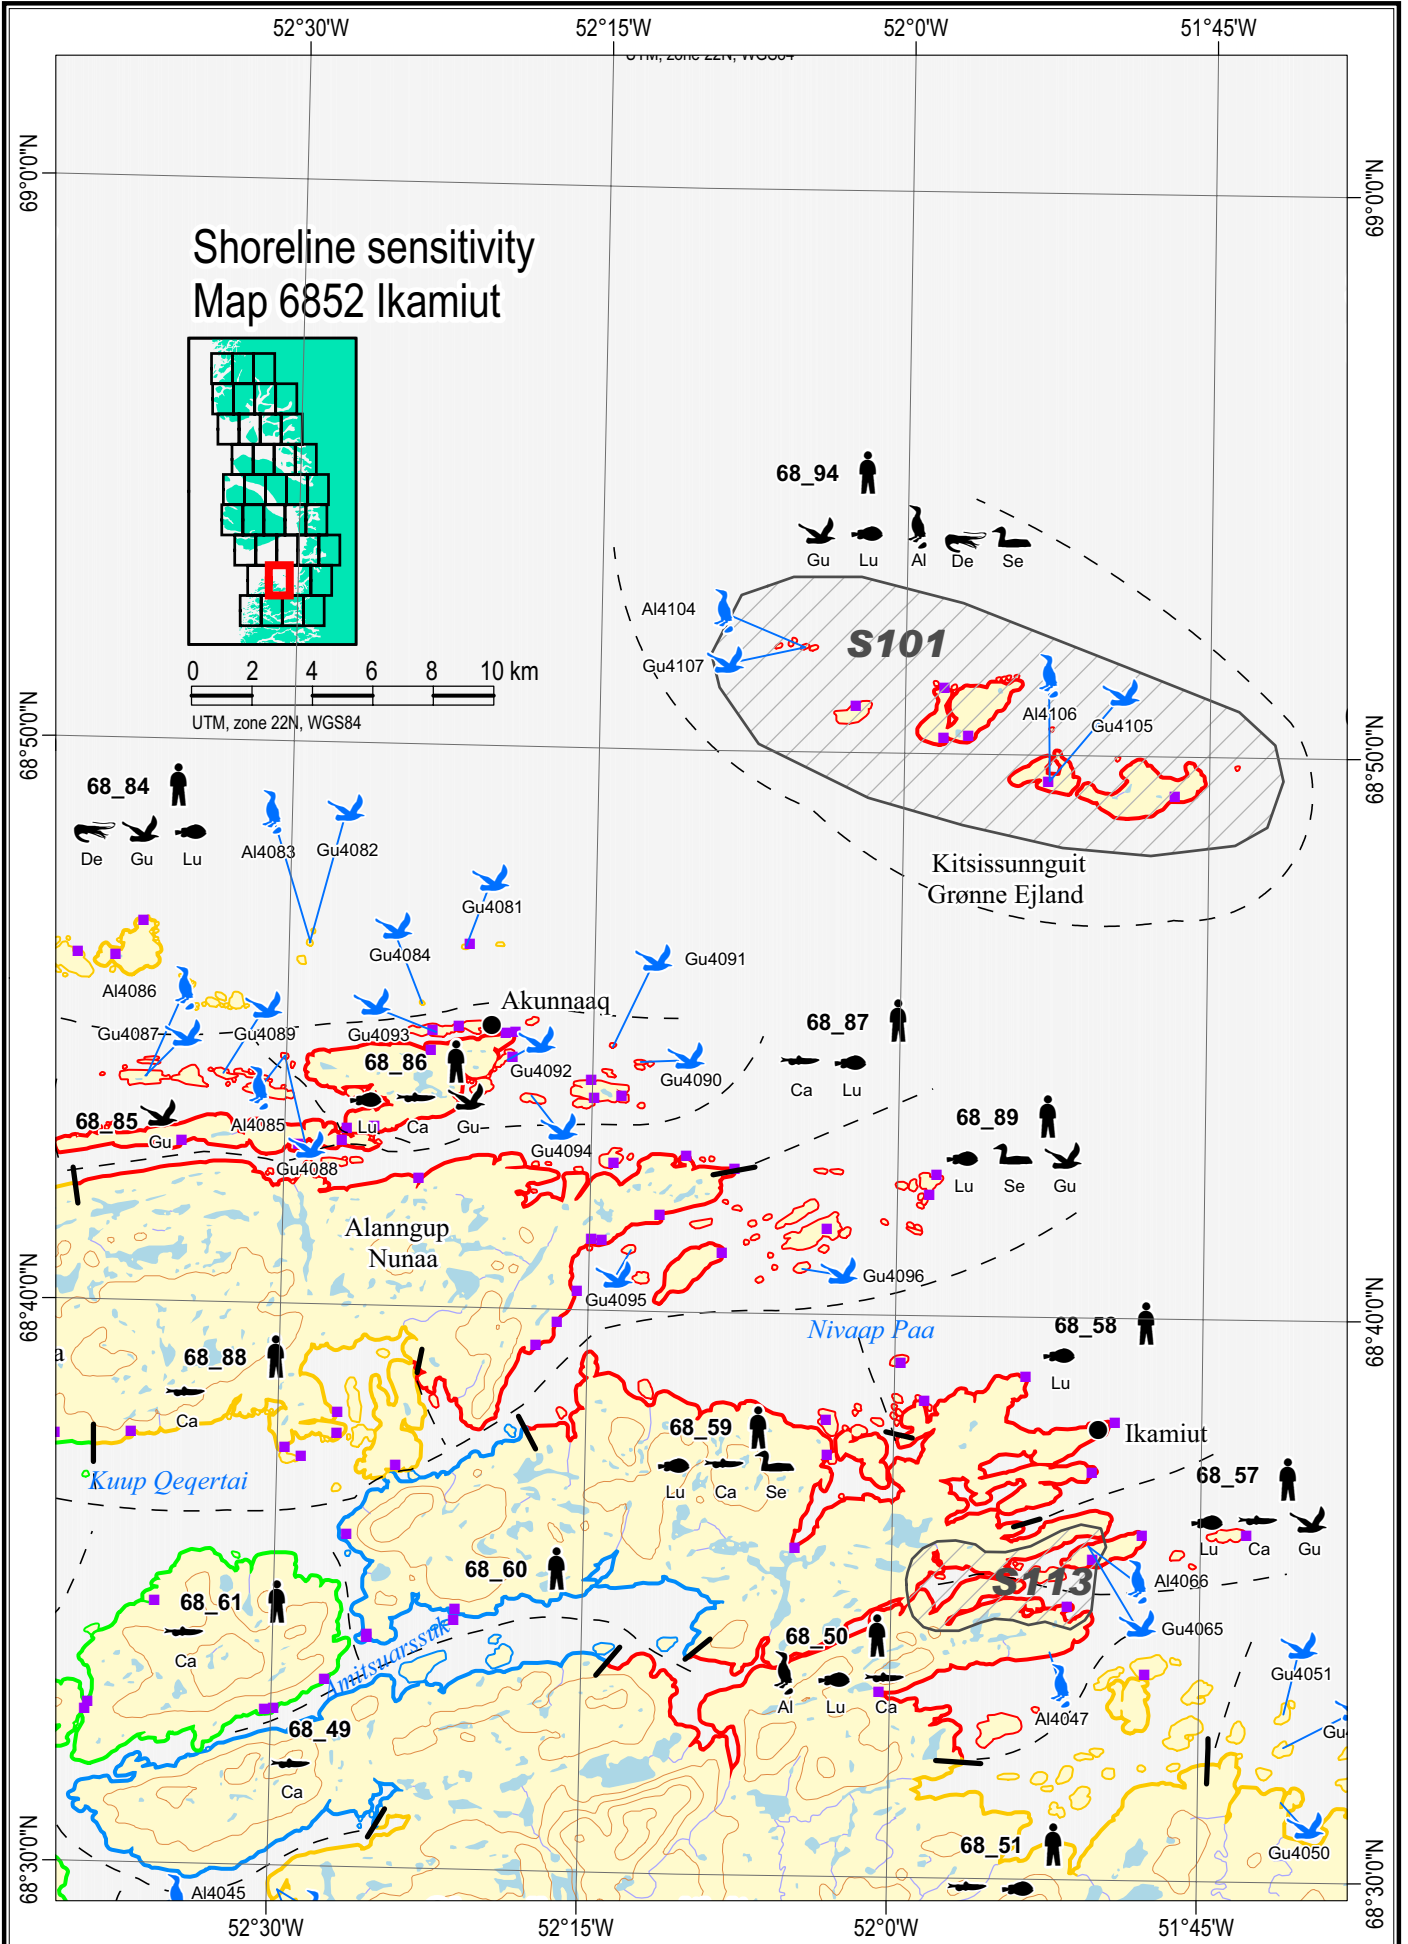 52°30'W
52°15'W
52°0'W
51°45'W
UTM, zone 22N, WGS84
69°0'0"N
69°0'0"N
Shoreline sensitivity
Map 6852 Ikamiut
0 2 4 6 8 10 km
UTM, zone 22N, WGS84
68_94
Gu Lu Al De Se
Al4104
S101
Gu4107
Al4106
Gu4105
68°50'0"N
68°50'0"N
Kitsissunnguit
Grønne Ejland
68_84
De Gu Lu
Al4083
Gu4082
Gu4081
Gu4084
Gu4091
Al4086
Akunnaaq
Gu4087
Gu4089
Gu4093
68_87
Ca Lu
68_86
Gu4092
Gu4090
Lu Ca Gu
68_85
Gu
Al4085
Gu4094
Gu4088
68_89
Lu Se Gu
Alanngup
Nunaa
Gu4095
Gu4096
68°40'0"N
68°40'0"N
Nivaap Paa
68_58
Lu
a
68_88
Ca
68_59
Lu Ca Se
Ikamiut
Kuup Qeqertai
68_57
Lu Ca Gu
68_60
S113
Al4066
68_61
Ca
Amitsuarssuk
68_50
Al Lu Ca
Gu4065
Gu4051
Al4047
Gu4
68_49
Ca
68_51
Gu4050
68°30'0"N
68°30'0"N
Al4045
52°30'W
52°15'W
52°0'W
51°45'W